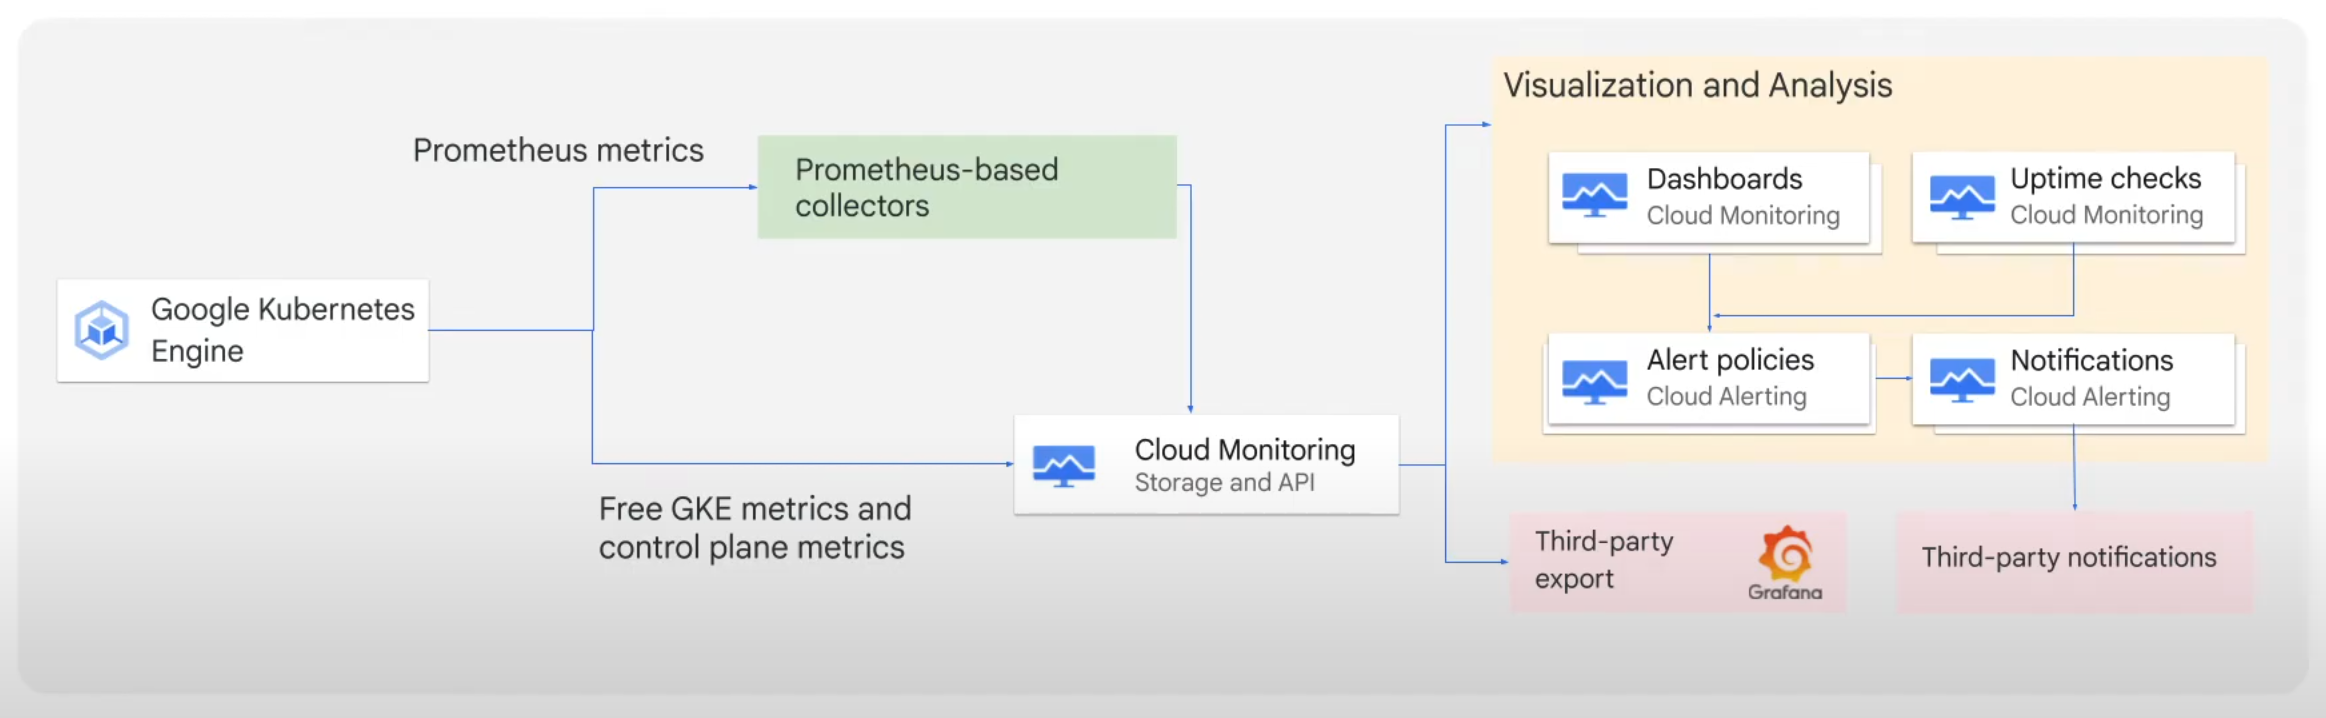 Prometheus metrics
Prometheus-based
collectors
Google Kubernetes
Engine
Free GKE metrics and
control plane metrics
Cloud Monitoring
Storage and API
Visualization and Analysis
Dashboards
Cloud Monitoring
Uptime checks
Cloud Monitoring
Alert policies
Cloud Alerting
Notifications
Cloud Alerting
Third-party
export
Grafana
Third-party notifications